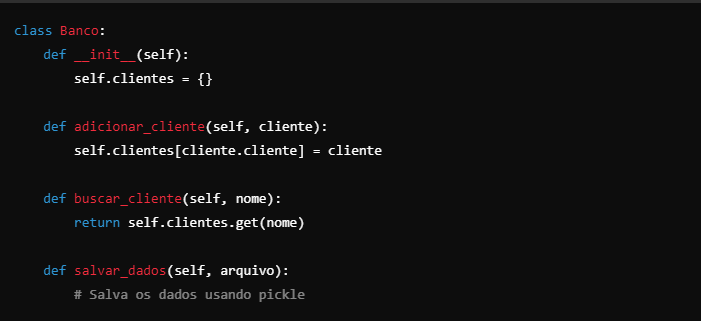 class Banco:
    def __init__(self):
        self.clientes = {}
    def adicionar_cliente(self, cliente):
        self.clientes[cliente.cliente] = cliente
    def buscar_cliente(self, nome):
        return self.clientes.get(nome)
    def salvar_dados(self, arquivo):
        # Salva os dados usando pickle